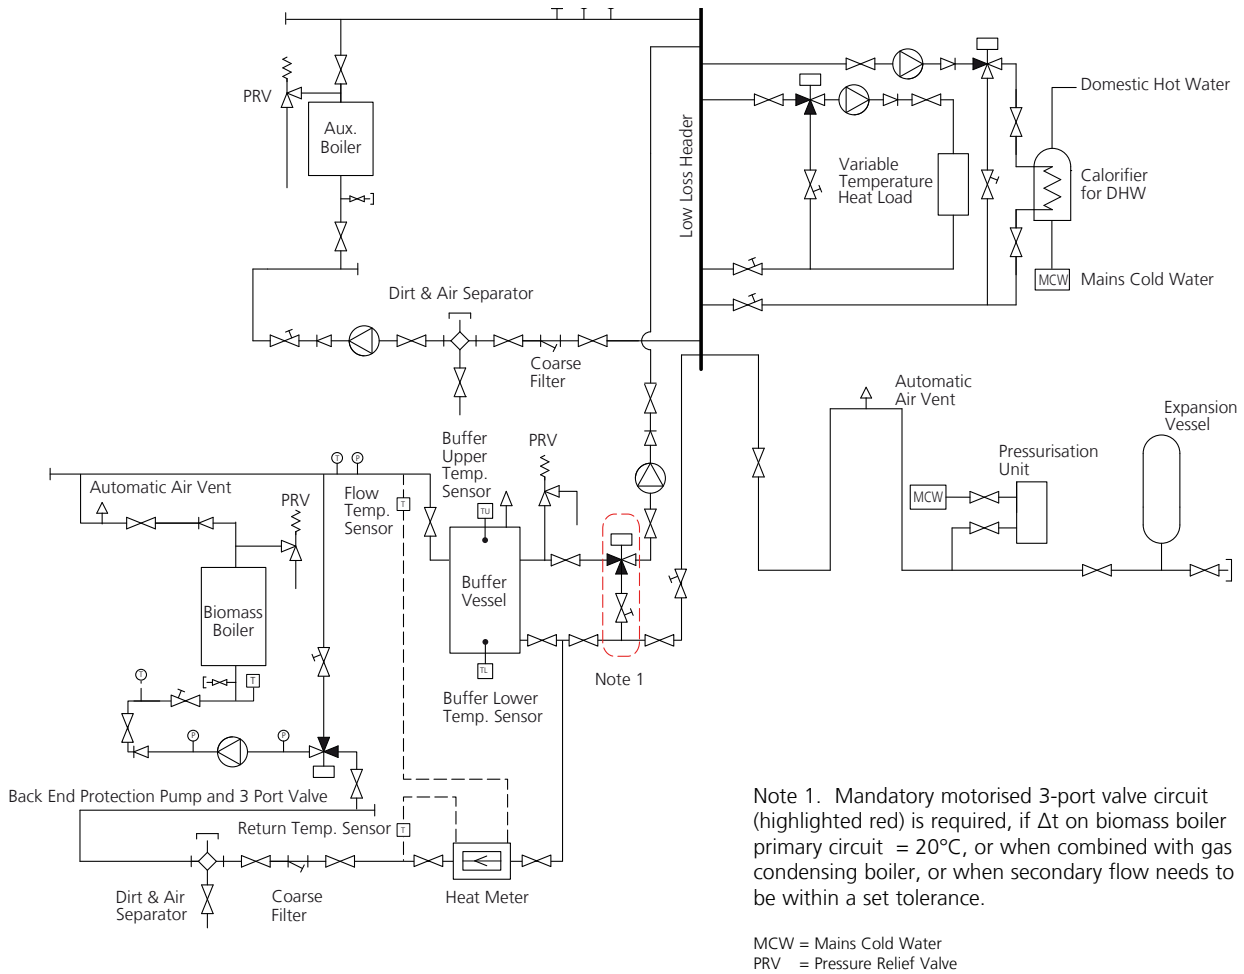 PRV
Aux.
Boiler
Low Loss Header
Variable
Temperature
Heat Load
Domestic Hot Water
Calorifier
for DHW
MCW
Mains Cold Water
Dirt & Air Separator
Coarse
Filter
Automatic
Air Vent
Expansion
Vessel
Pressurisation
Unit
MCW
Buffer
Upper
Temp.
Sensor
PRV
T
P
Automatic Air Vent
PRV
Flow
Temp.
Sensor
T
TU
Buffer
Vessel
Biomass
Boiler
TL
Note 1
Buffer Lower
Temp. Sensor
T
T
P
P
Back End Protection Pump and 3 Port Valve
Return Temp. Sensor
T
Dirt & Air
Separator
Coarse
Filter
Heat Meter
Note 1. Mandatory motorised 3-port valve circuit
(highlighted red) is required, if Δt on biomass boiler
primary circuit = 20°C, or when combined with gas
condensing boiler, or when secondary flow needs to
be within a set tolerance.
MCW = Mains Cold Water
PRV = Pressure Relief Valve